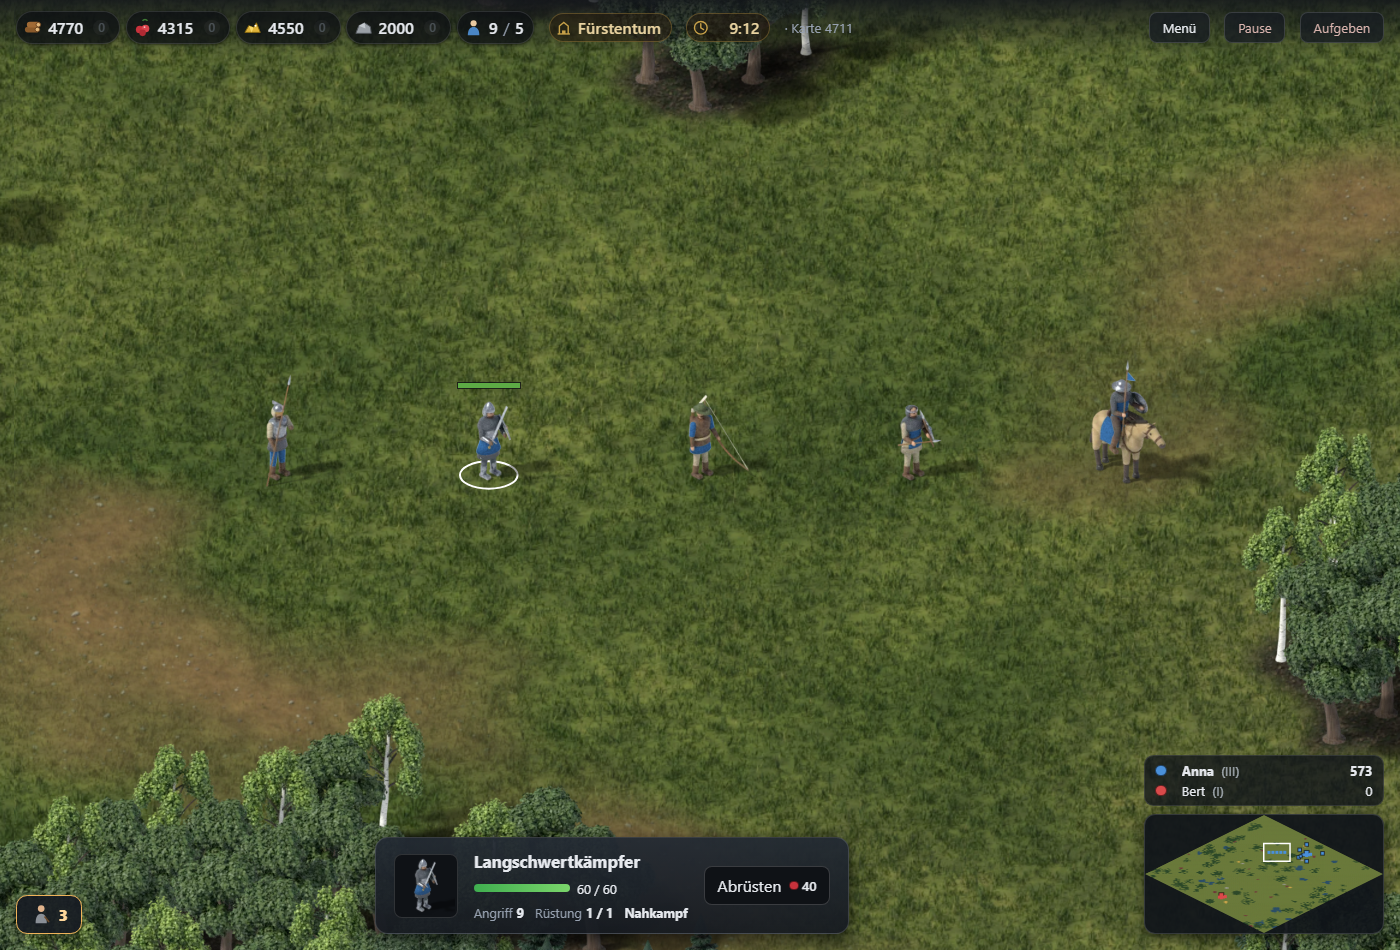 4770 0 4315 0 4550 0 2000 0 9 / 5 Fürstentum 9:12 · Karte 4711 Menü Pause Aufgeben
Anna (III) 573
Bert (I) 0
Langschwertkämpfer
60 / 60
Angriff 9 Rüstung 1 / 1 Nahkampf
Abrüsten 40
3